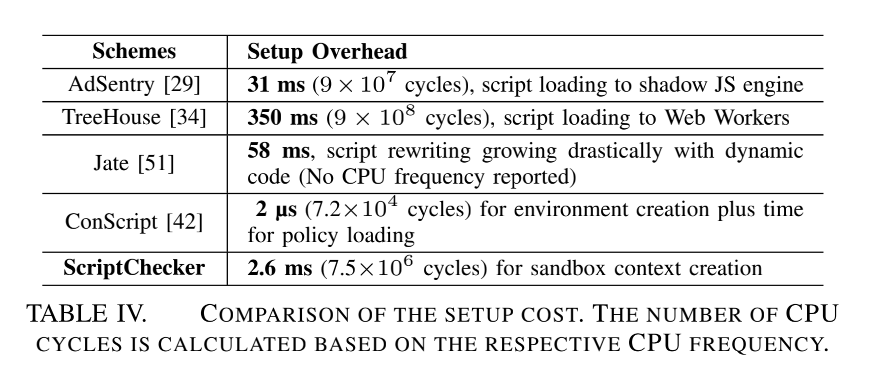 Schemes Setup Overhead
AdSentry [29] 31 ms (9 × 10^7 cycles), script loading to shadow JS engine
TreeHouse [34] 350 ms (9 × 10^8 cycles), script loading to Web Workers
Jate [51] 58 ms, script rewriting growing drastically with dynamic
code (No CPU frequency reported)
ConScript [42] 2 µs (7.2×10^4 cycles) for environment creation plus time
for policy loading
ScriptChecker 2.6 ms (7.5×10^6 cycles) for sandbox context creation
TABLE IV. COMPARISON OF THE SETUP COST. THE NUMBER OF CPU
CYCLES IS CALCULATED BASED ON THE RESPECTIVE CPU FREQUENCY.